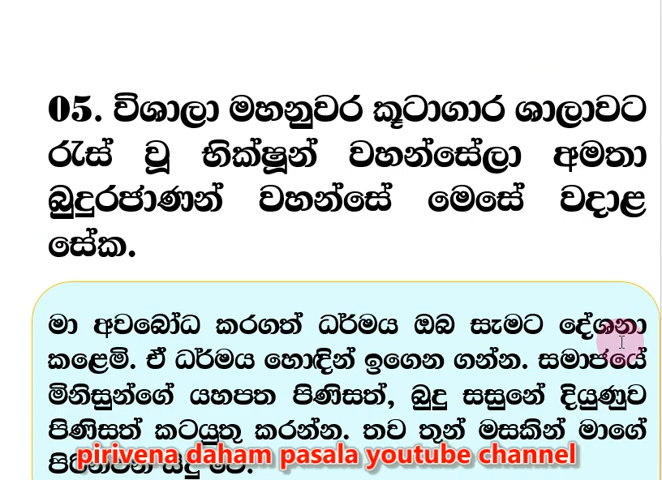 05. විශාලා මහනුවර කූටාගාර ශාලාවට
රැස් වූ භික්ෂූන් වහන්සේලා අමතා
බුදුරජාණන් වහන්සේ මෙසේ වදාළ
සේක.
මා අවබෝධ කරගත් ධර්මය ඔබ සැමට දේශනා
කළෙමි. ඒ ධර්මය හොඳින් ඉගෙන ගන්න. සමාජයේ
මිනිසුන්ගේ යහපත පිණිසත්, බුදු සසුනේ දියුණුව
පිණිසත් කටයුතු කරන්න. තව තුන් මසකින් මාගේ
pirivena daham pasala youtube channel